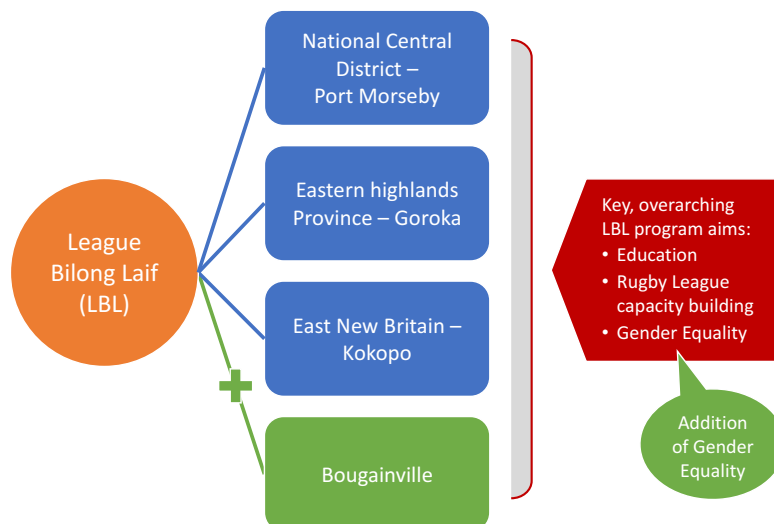 League
Bilong Laif
(LBL)
National Central
District –
Port Morseby
Eastern highlands
Province – Goroka
East New Britain –
Kokopo
Bougainville
Key, overarching
LBL program aims:
• Education
• Rugby League
capacity building
• Gender Equality
Addition
of Gender
Equality